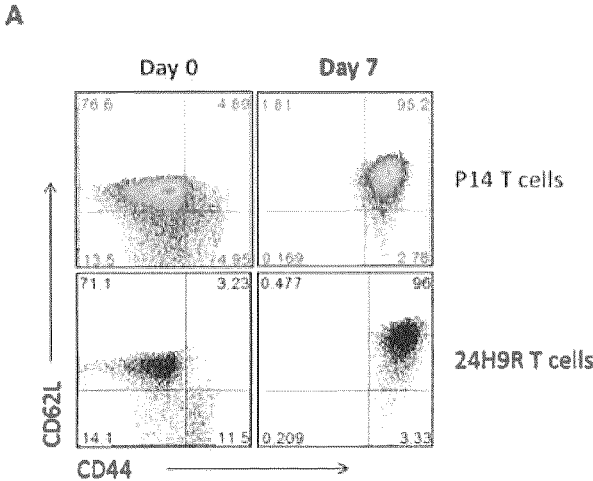 A
Day 0 Day 7
76.6 4.89 1.81 95.2
P14 T cells
13.5 4.95 0.169 2.78
71.1 3.23 0.477 96
24H9R T cells
14.1 11.5 0.209 3.33
CD62L
CD44